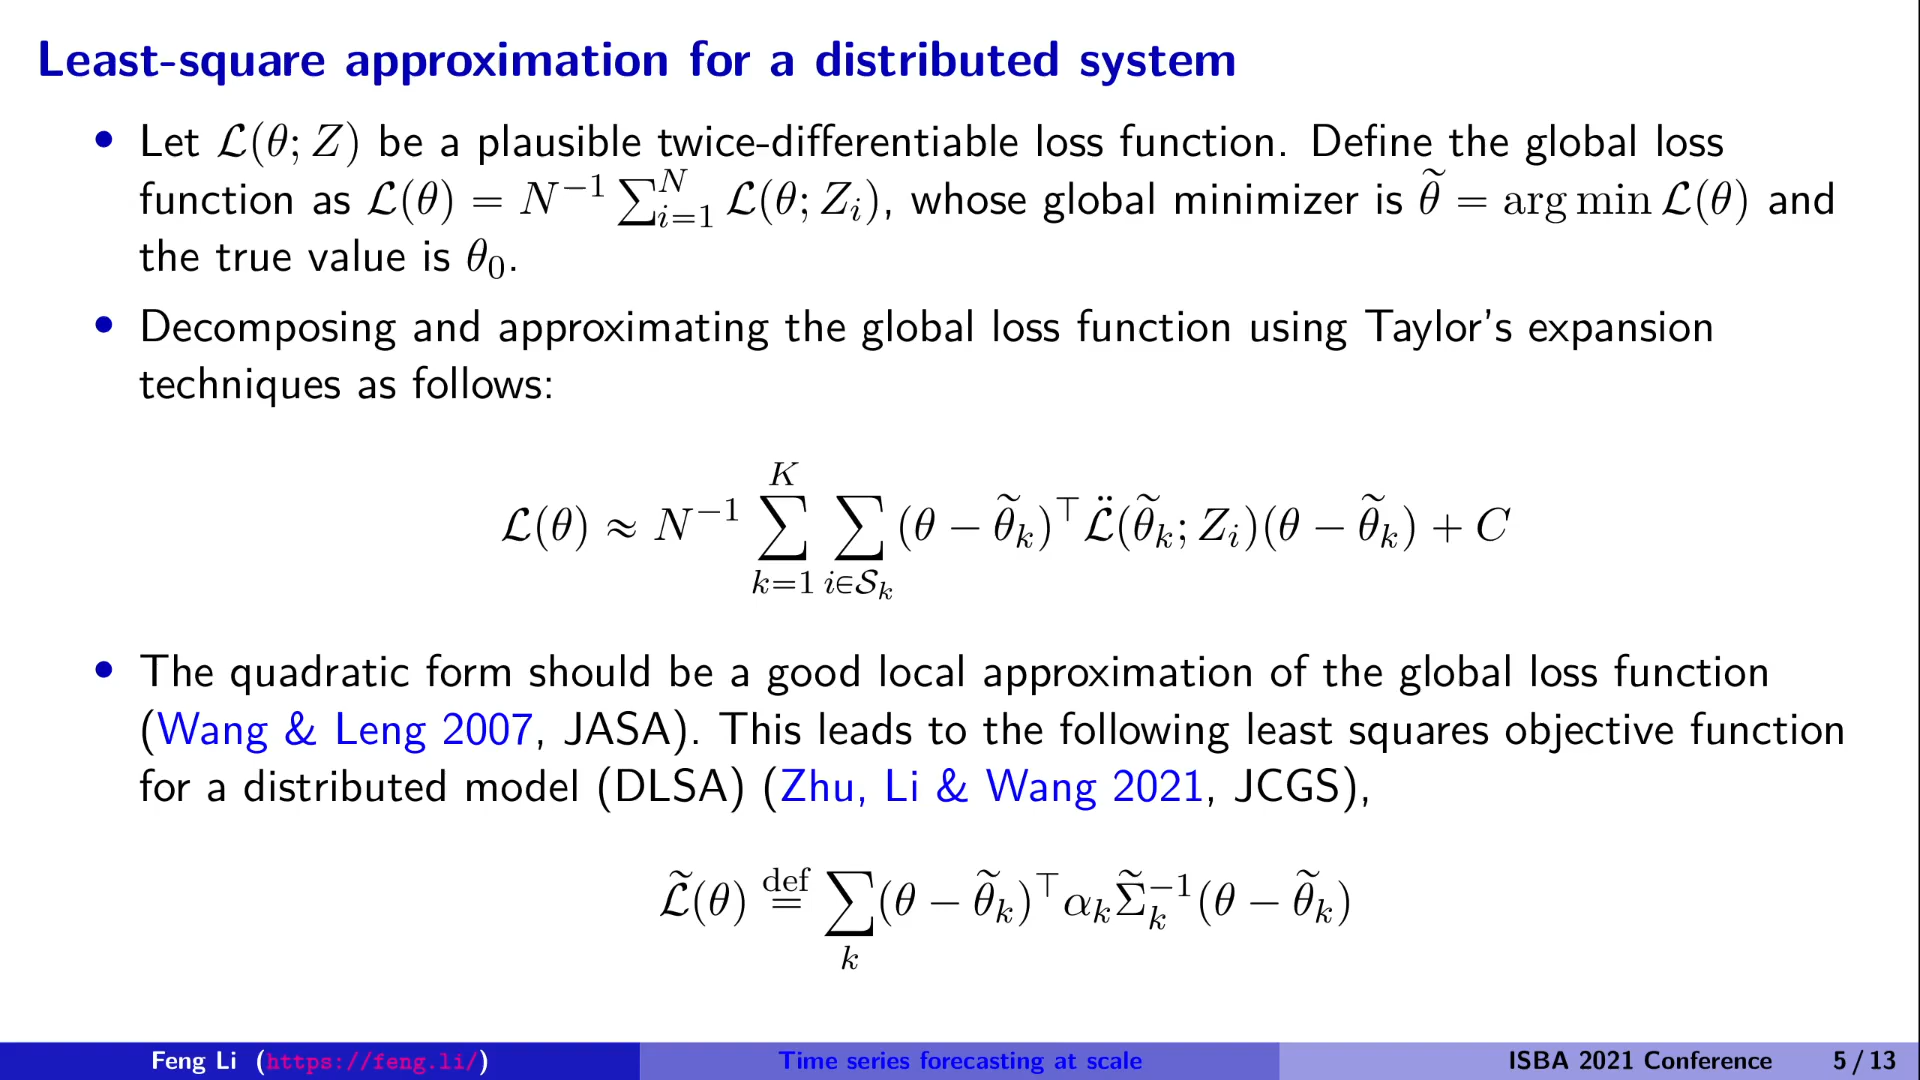 Least-square approximation for a distributed system
• Let ℒ(θ; Z) be a plausible twice-differentiable loss function. Define the global loss
function as ℒ(θ) = N⁻¹ ∑ᵢ₌₁ᴺ ℒ(θ; Zᵢ), whose global minimizer is θ̃ = arg min ℒ(θ) and
the true value is θ₀.
• Decomposing and approximating the global loss function using Taylor's expansion
techniques as follows:
ℒ(θ) ≈ N⁻¹ ∑_{k=1}^{K} ∑_{i∈𝒮_k} (θ − θ̃_k)^⊤ ℒ̈(θ̃_k; Z_i)(θ − θ̃_k) + C
• The quadratic form should be a good local approximation of the global loss function
(Wang & Leng 2007, JASA). This leads to the following least squares objective function
for a distributed model (DLSA) (Zhu, Li & Wang 2021, JCGS),
ℒ̃(θ) \stackrel{def}{=} ∑_k (θ − θ̃_k)^⊤ α_k Σ̃_k^{−1} (θ − θ̃_k)
Feng Li (https://feng.li/) Time series forecasting at scale ISBA 2021 Conference 5 / 13